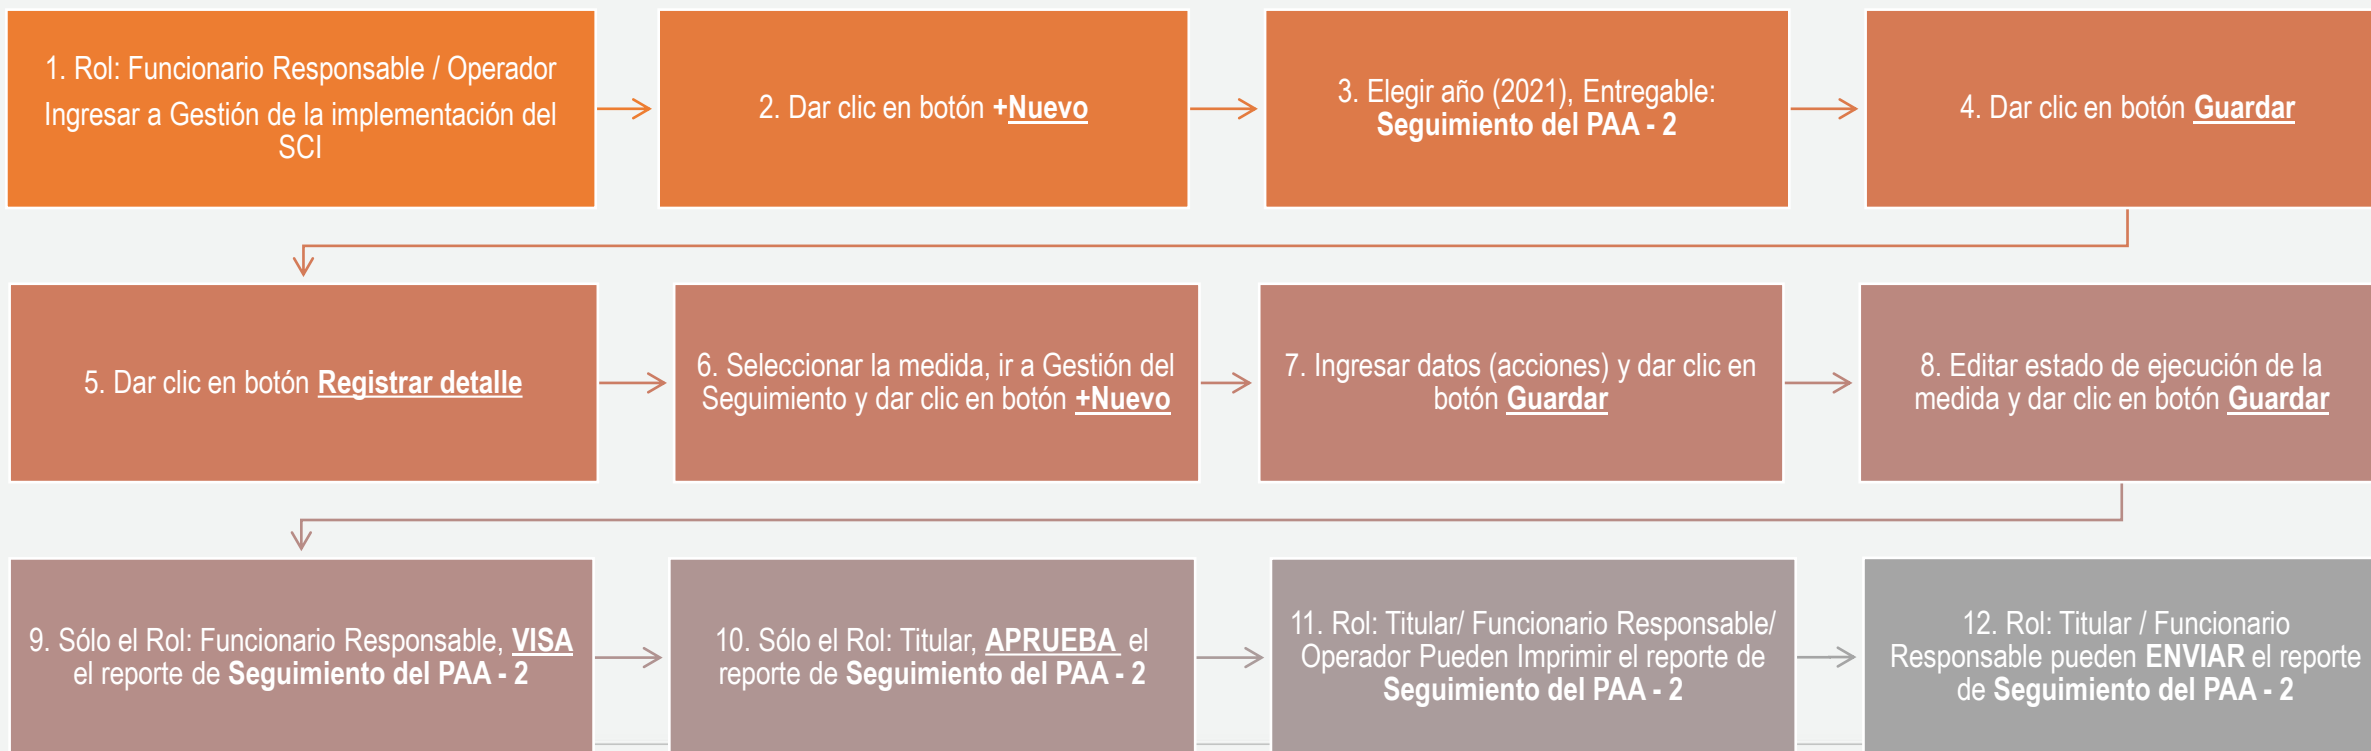 1. Rol: Funcionario Responsable / Operador
Ingresar a Gestión de la implementación del
SCI
2. Dar clic en botón +Nuevo
3. Elegir año (2021), Entregable:
Seguimiento del PAA - 2
4. Dar clic en botón Guardar
5. Dar clic en botón Registrar detalle
6. Seleccionar la medida, ir a Gestión del
Seguimiento y dar clic en botón +Nuevo
7. Ingresar datos (acciones) y dar clic en
botón Guardar
8. Editar estado de ejecución de la
medida y dar clic en botón Guardar
9. Sólo el Rol: Funcionario Responsable, VISA
el reporte de Seguimiento del PAA - 2
10. Sólo el Rol: Titular, APRUEBA el
reporte de Seguimiento del PAA - 2
11. Rol: Titular/ Funcionario Responsable/
Operador Pueden Imprimir el reporte de
Seguimiento del PAA - 2
12. Rol: Titular / Funcionario
Responsable pueden ENVIAR el reporte
de Seguimiento del PAA - 2